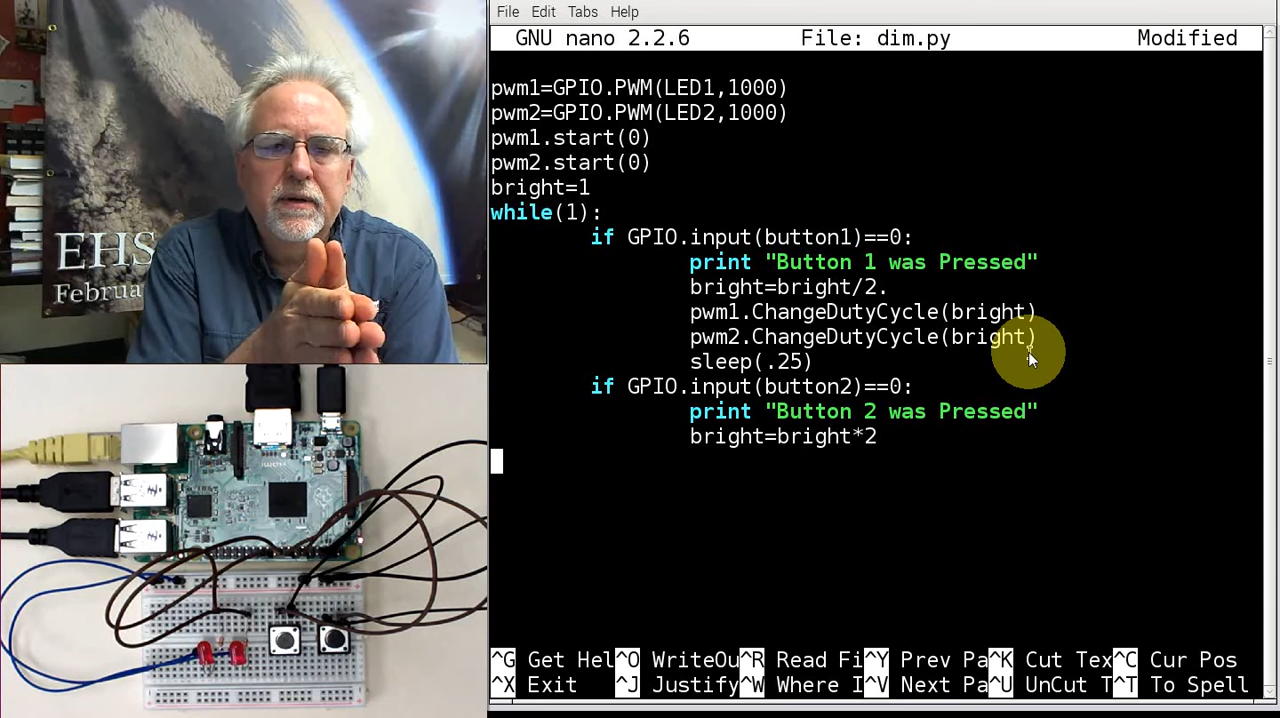 File Edit Tabs Help
GNU nano 2.2.6 File: dim.py Modified
pwm1=GPIO.PWM(LED1,1000)
pwm2=GPIO.PWM(LED2,1000)
pwm1.start(0)
pwm2.start(0)
bright=1
while(1):
if GPIO.input(button1)==0:
print "Button 1 was Pressed"
bright=bright/2.
pwm1.ChangeDutyCycle(bright)
pwm2.ChangeDutyCycle(bright)
sleep(.25)
if GPIO.input(button2)==0:
print "Button 2 was Pressed"
bright=bright*2
^G Get Hel ^O WriteOu ^R Read Fi ^Y Prev Pa ^K Cut Tex ^C Cur Pos
^X Exit ^J Justify ^W Where I ^V Next Pa ^U UnCut T ^T To Spell
EHS
Februa